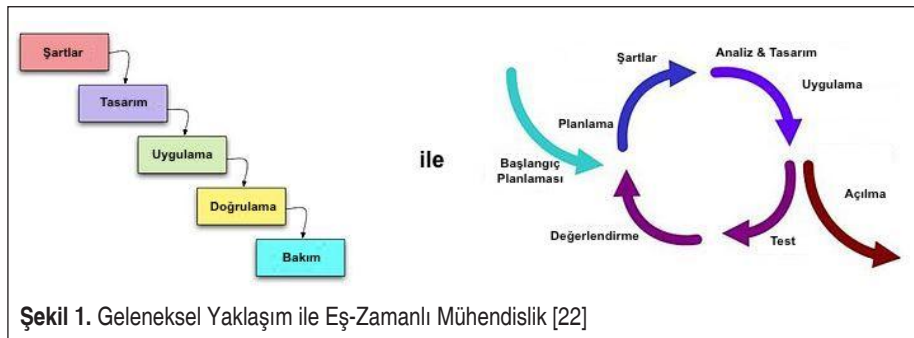 Şartlar
Tasarım
Uygulama
Doğrulama
Bakım
ile
Şartlar
Analiz & Tasarım
Uygulama
Planlama
Başlangıç
Planlaması
Açılma
Değerlendirme
Test
Şekil 1. Geleneksel Yaklaşım ile Eş-Zamanlı Mühendislik [22]